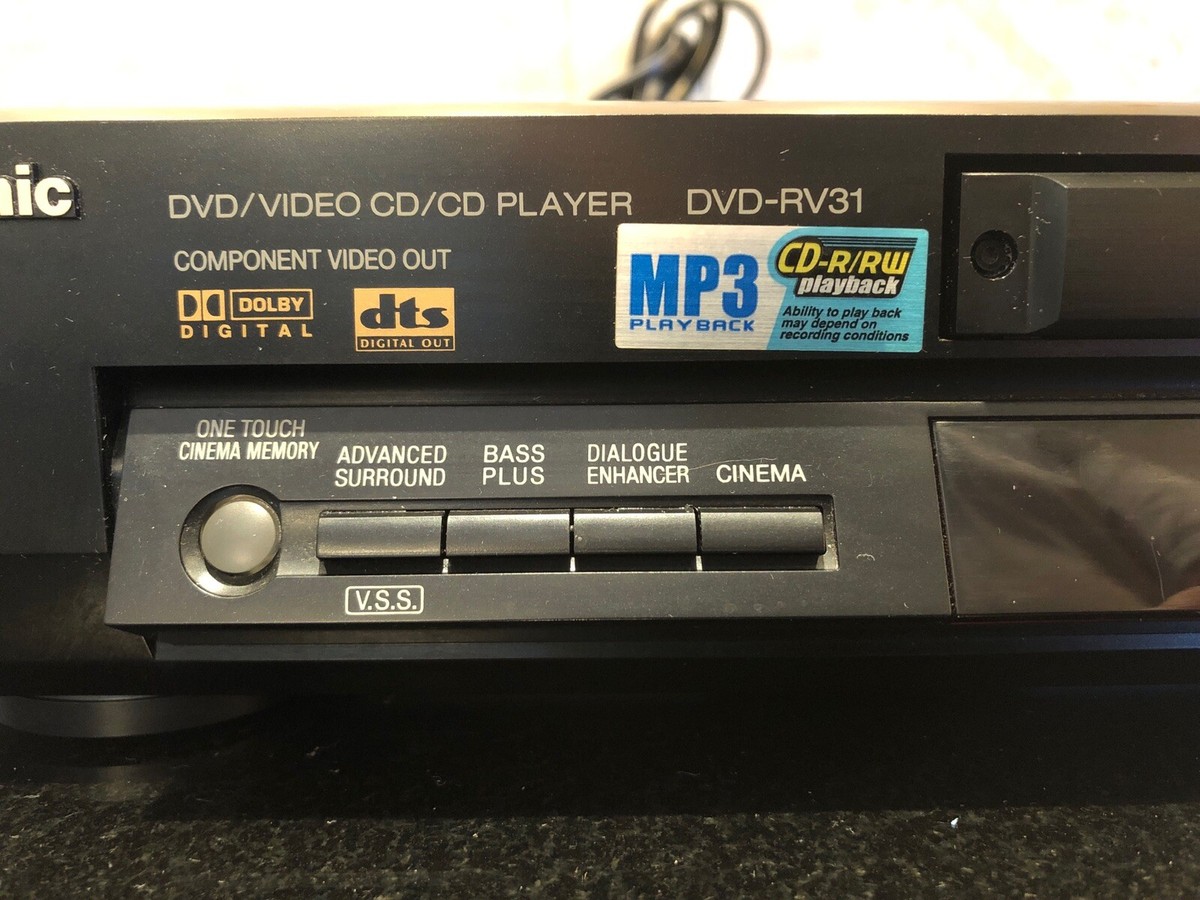 nic
DVD/VIDEO CD/CD PLAYER DVD-RV31
COMPONENT VIDEO OUT
DOLBY
DIGITAL
dts
DIGITAL OUT
MP3
PLAYBACK
CD-R/RW
playback
Ability to play back
may depend on
recording conditions
ONE TOUCH
CINEMA MEMORY
ADVANCED
SURROUND
BASS
PLUS
DIALOGUE
ENHANCER
CINEMA
V.S.S.